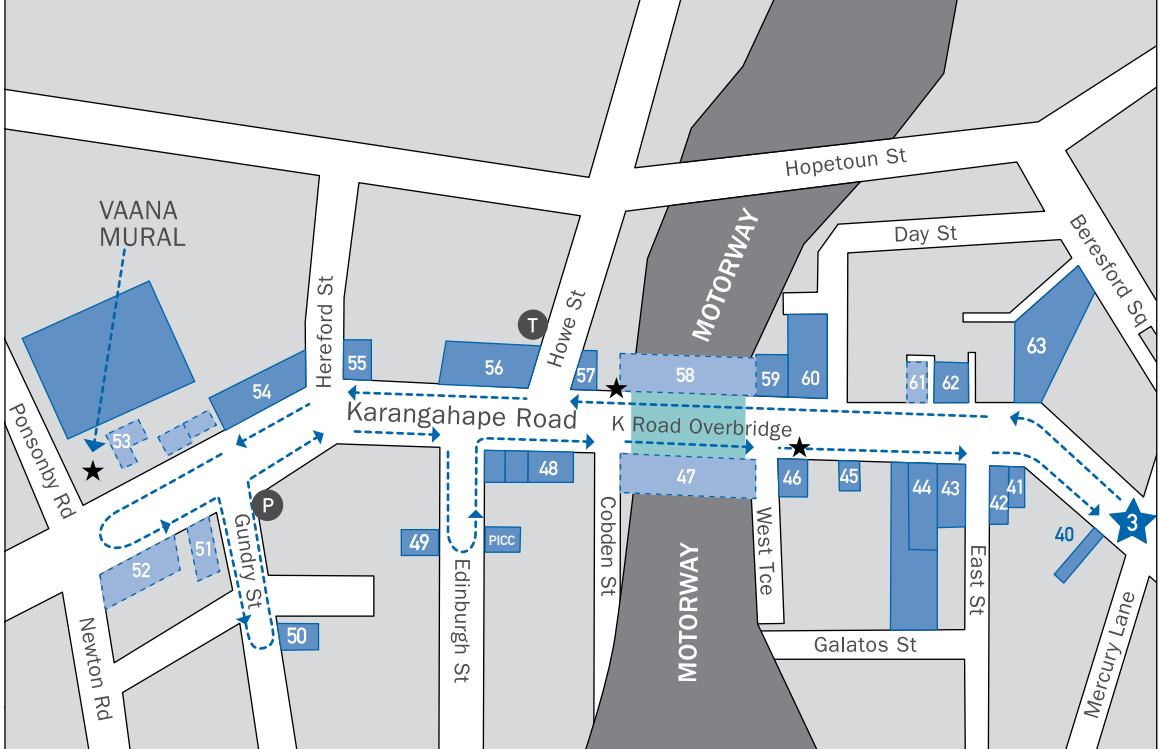 Hopetoun St
VAANA
MURAL
Day St
Beresford Sq
MOTORWAY
Hereford St
Howe St
T
63
55
56
57
58
59
60
61
62
54
Ponsonby Rd
53
Karangahape Road
K Road Overbridge
P
48
47
46
45
44
43
42
41
40
3
49
PICC
51
52
Gundry St
Edinburgh St
Cobden St
West Tce
East St
MOTORWAY
50
Newton Rd
Galatos St
Mercury Lane